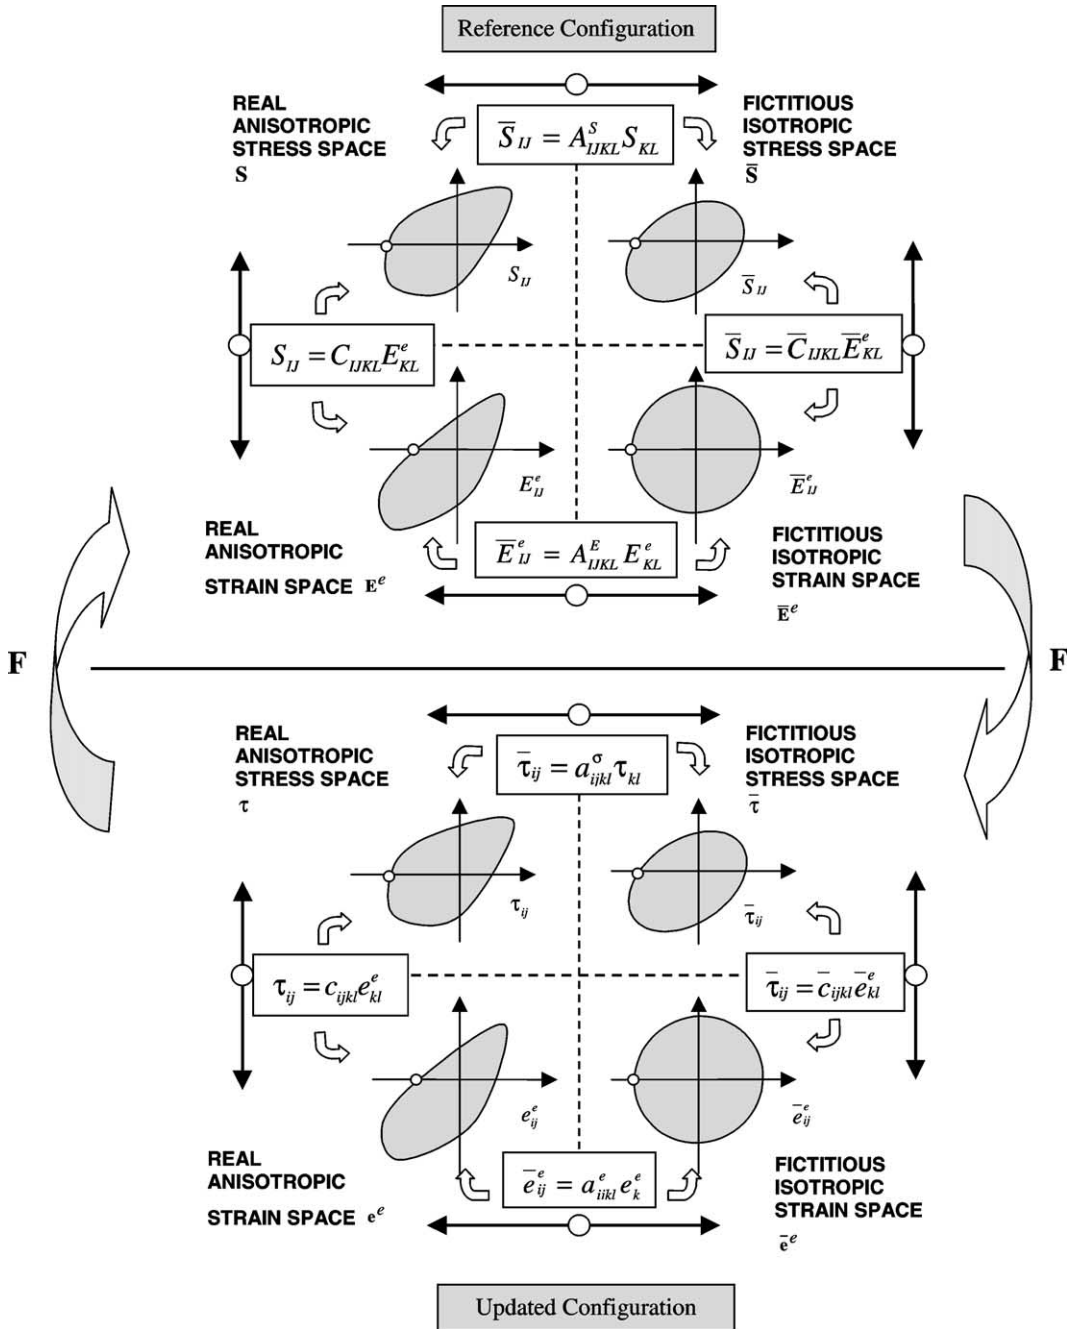 Reference Configuration
REAL
ANISOTROPIC
STRESS SPACE
S
FICTITIOUS
ISOTROPIC
STRESS SPACE
S̅
S̅_IJ = A^S_IJKL S_KL
S_IJ
S̅_IJ
S_IJ = C_IJKL E^e_KL
S̅_IJ = C̅_IJKL E̅^e_KL
E^e_IJ
E̅^e_IJ
REAL
ANISOTROPIC
STRAIN SPACE E^e
E̅^e_IJ = A^E_IJKL E^e_KL
FICTITIOUS
ISOTROPIC
STRAIN SPACE
E̅^e
F
F
REAL
ANISOTROPIC
STRESS SPACE
τ
FICTITIOUS
ISOTROPIC
STRESS SPACE
τ̅
τ̅_ij = a^σ_ijkl τ_kl
τ_ij
τ̅_ij
τ_ij = c_ijkl e^e_kl
τ̅_ij = c̅_ijkl e̅^e_kl
e^e_ij
e̅^e_ij
REAL
ANISOTROPIC
STRAIN SPACE e^e
e̅^e_ij = a^e_iikl e^e_k
FICTITIOUS
ISOTROPIC
STRAIN SPACE
e̅^e
Updated Configuration